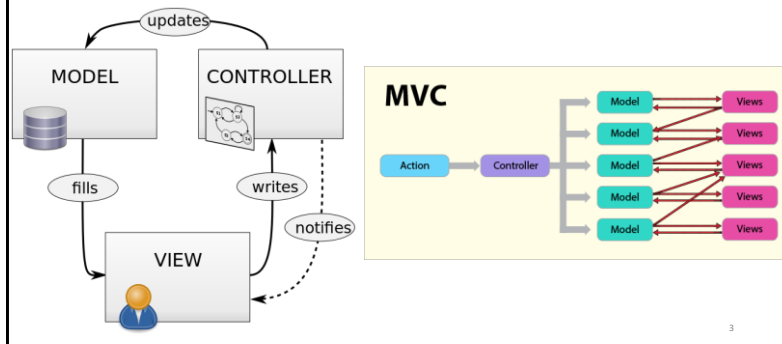 updates
MODEL
CONTROLLER
S1
fills
writes
notifies
VIEW
MVC
Action
Controller
Model
Views
Model
Views
Model
Views
Model
Views
Model
Views
3